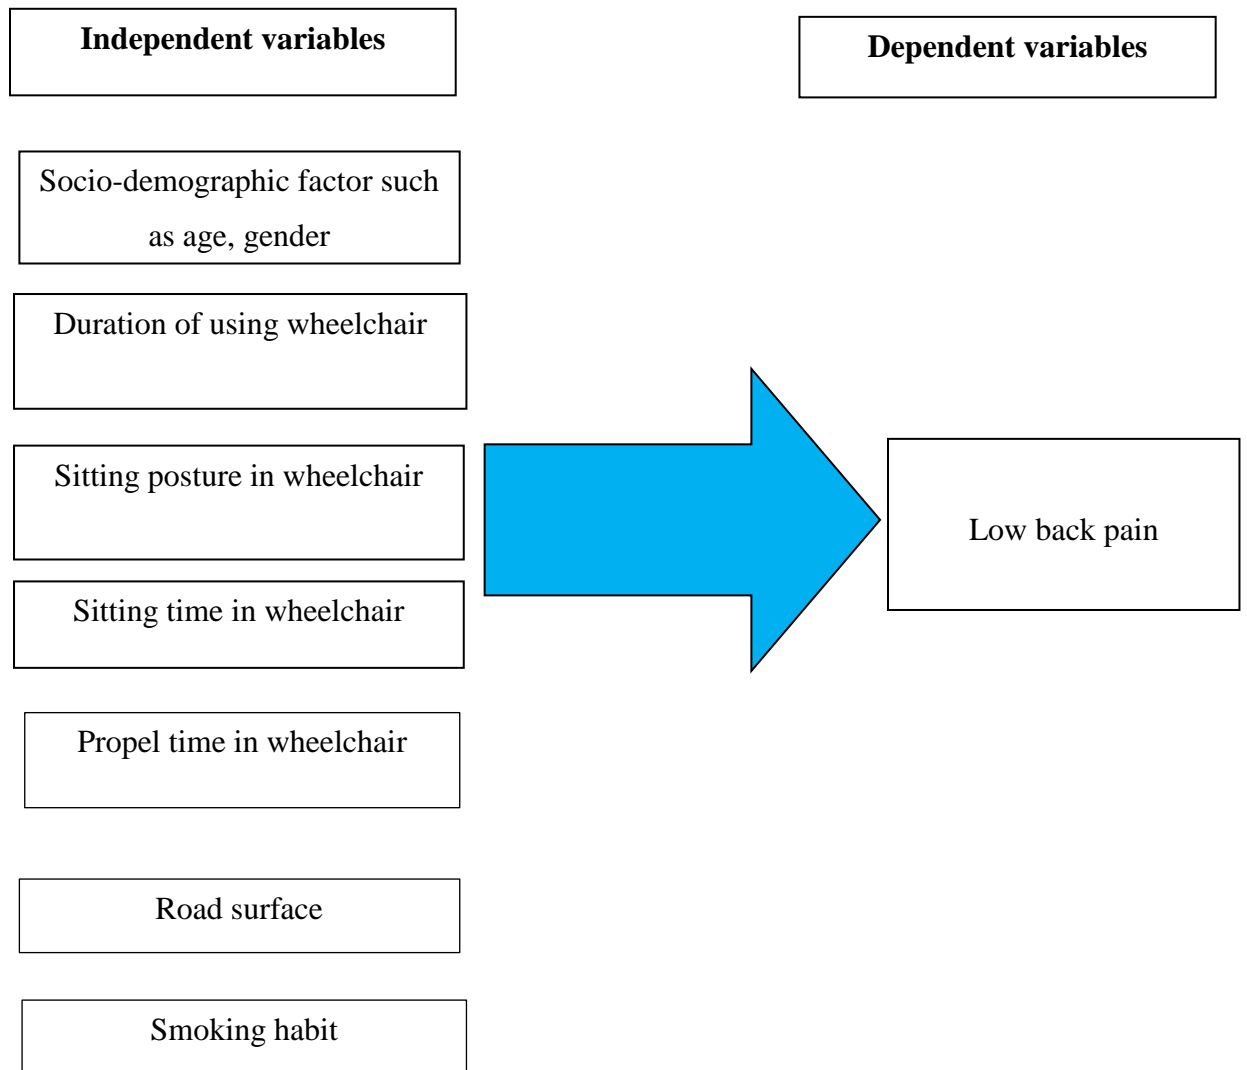 Independent variables
Dependent variables
Socio-demographic factor such
as age, gender
Duration of using wheelchair
Sitting posture in wheelchair
Low back pain
Sitting time in wheelchair
Propel time in wheelchair
Road surface
Smoking habit